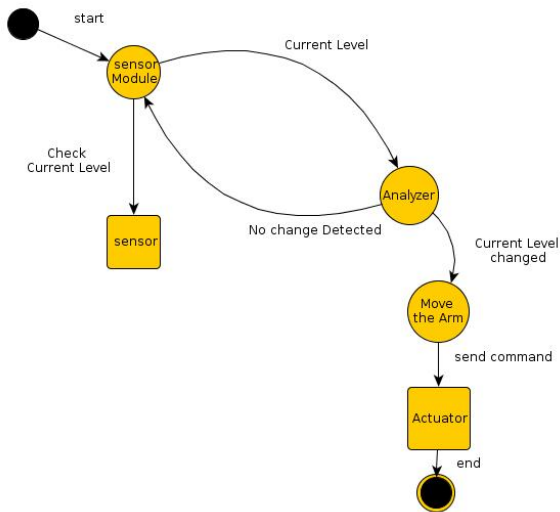 start
sensor
Module
Current Level
Check
Current Level
Analyzer
sensor
No change Detected
Current Level
changed
Move
the Arm
send command
Actuator
end